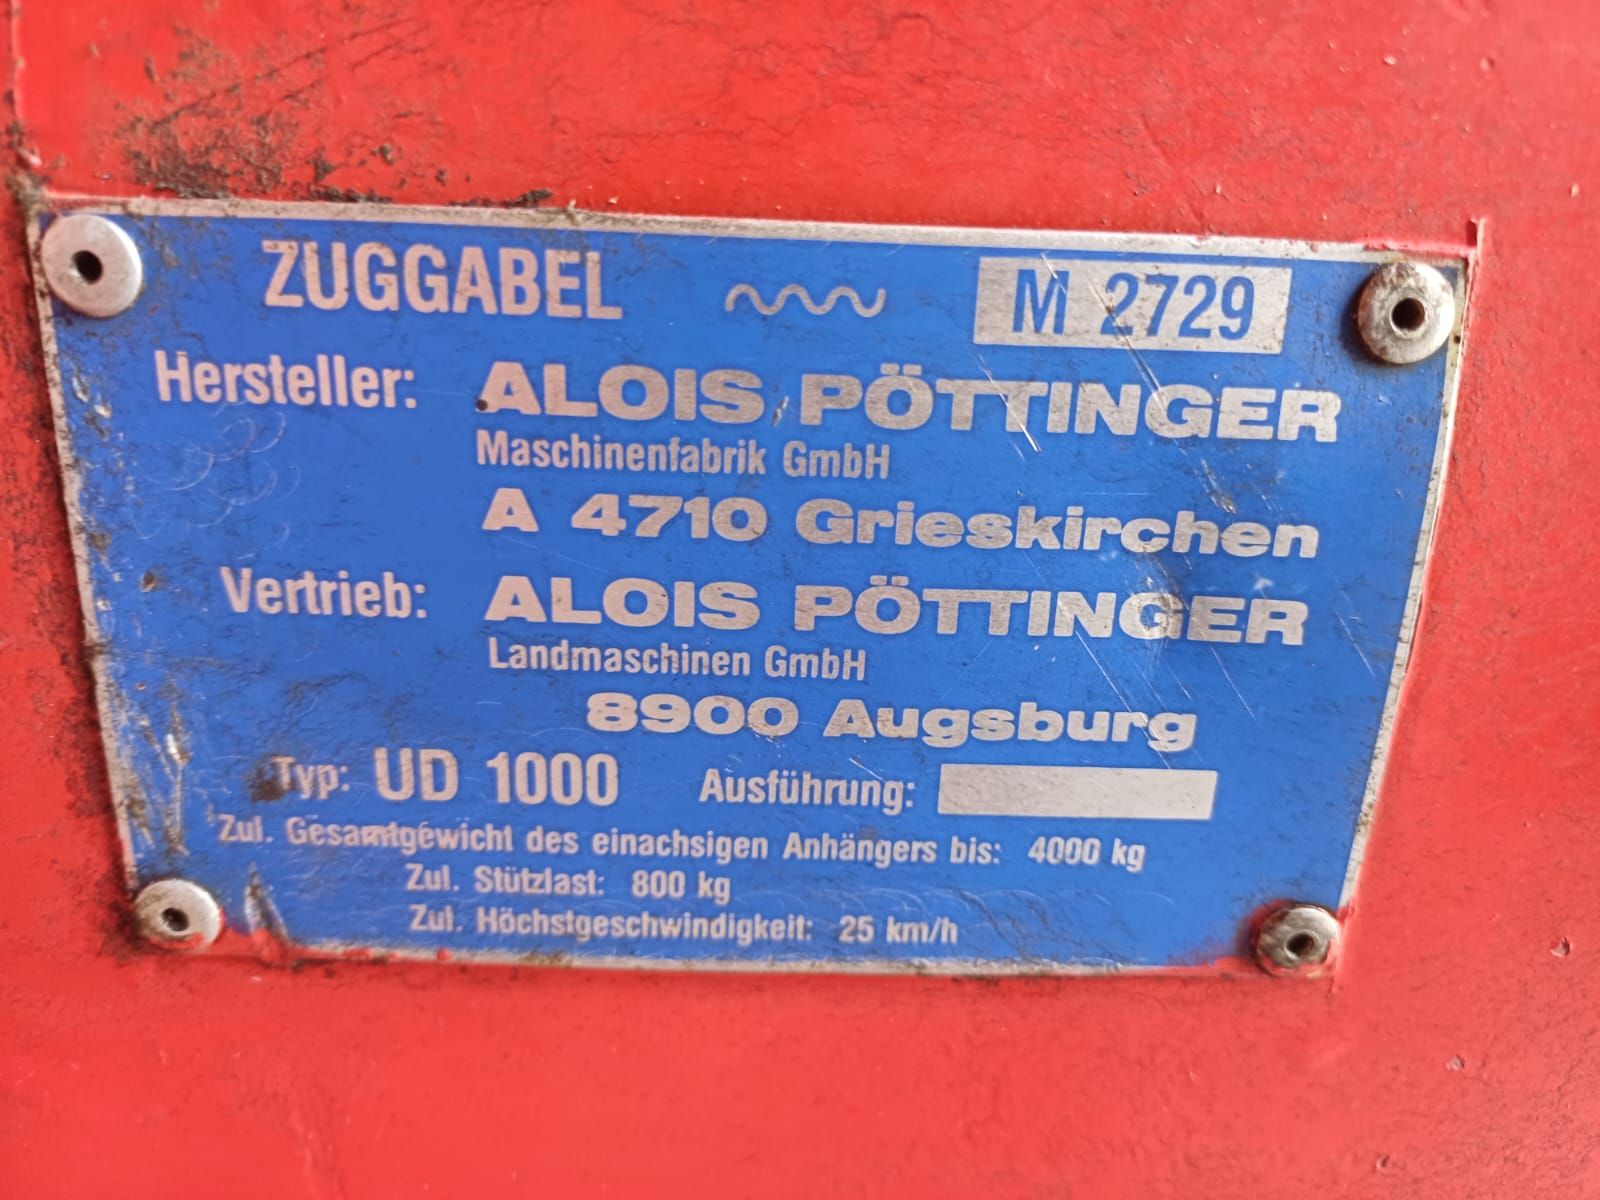 ZUGGABEL M 2729
Hersteller: ALOIS PÖTTINGER
Maschinenfabrik GmbH
A 4710 Grieskirchen
Vertrieb: ALOIS PÖTTINGER
Landmaschinen GmbH
8900 Augsburg
Typ: UD 1000 Ausführung:
Zul. Gesamtgewicht des einachsigen Anhängers bis: 4000 kg
Zul. Stützlast: 800 kg
Zul. Höchstgeschwindigkeit: 25 km/h